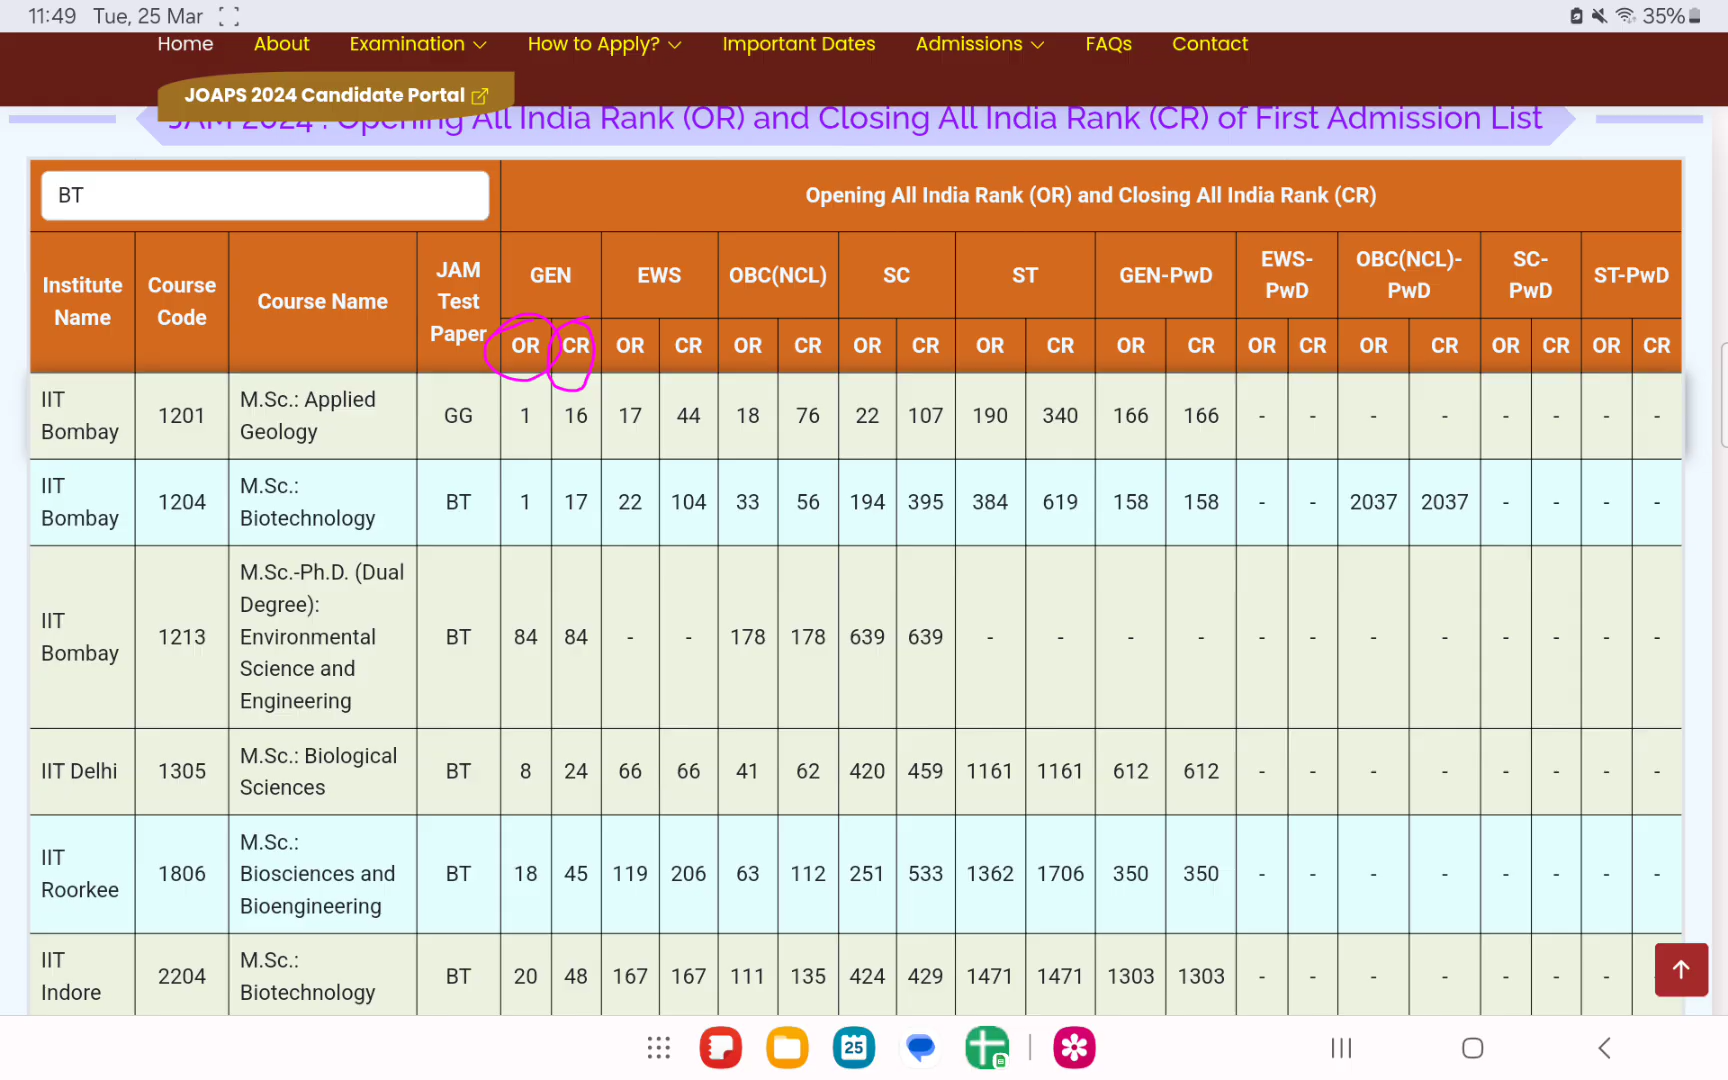 11:49 Tue, 25 Mar
35%
Home About Examination How to Apply? Important Dates Admissions FAQs Contact
JOAPS 2024 Candidate Portal
JAM 2024 : Opening All India Rank (OR) and Closing All India Rank (CR) of First Admission List
BT
Opening All India Rank (OR) and Closing All India Rank (CR)
Institute Name Course Code Course Name JAM Test Paper GEN EWS OBC(NCL) SC ST GEN-PwD EWS-PwD OBC(NCL)-PwD SC-PwD ST-PwD
OR CR OR CR OR CR OR CR OR CR OR CR OR CR OR CR OR CR OR CR
IIT Bombay 1201 M.Sc.: Applied Geology GG 1 16 17 44 18 76 22 107 190 340 166 166 - - - - - - - -
IIT Bombay 1204 M.Sc.: Biotechnology BT 1 17 22 104 33 56 194 395 384 619 158 158 - - 2037 2037 - - - -
IIT Bombay 1213 M.Sc.-Ph.D. (Dual Degree): Environmental Science and Engineering BT 84 84 - - 178 178 639 639 - - - - - - - - - - - -
IIT Delhi 1305 M.Sc.: Biological Sciences BT 8 24 66 66 41 62 420 459 1161 1161 612 612 - - - - - - - -
IIT Roorkee 1806 M.Sc.: Biosciences and Bioengineering BT 18 45 119 206 63 112 251 533 1362 1706 350 350 - - - - - - - -
IIT Indore 2204 M.Sc.: Biotechnology BT 20 48 167 167 111 135 424 429 1471 1471 1303 1303 - - - - - - - -
25